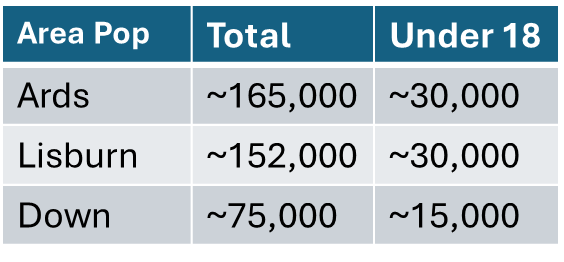 Area Pop Total Under 18
Ards ~165,000 ~30,000
Lisburn ~152,000 ~30,000
Down ~75,000 ~15,000